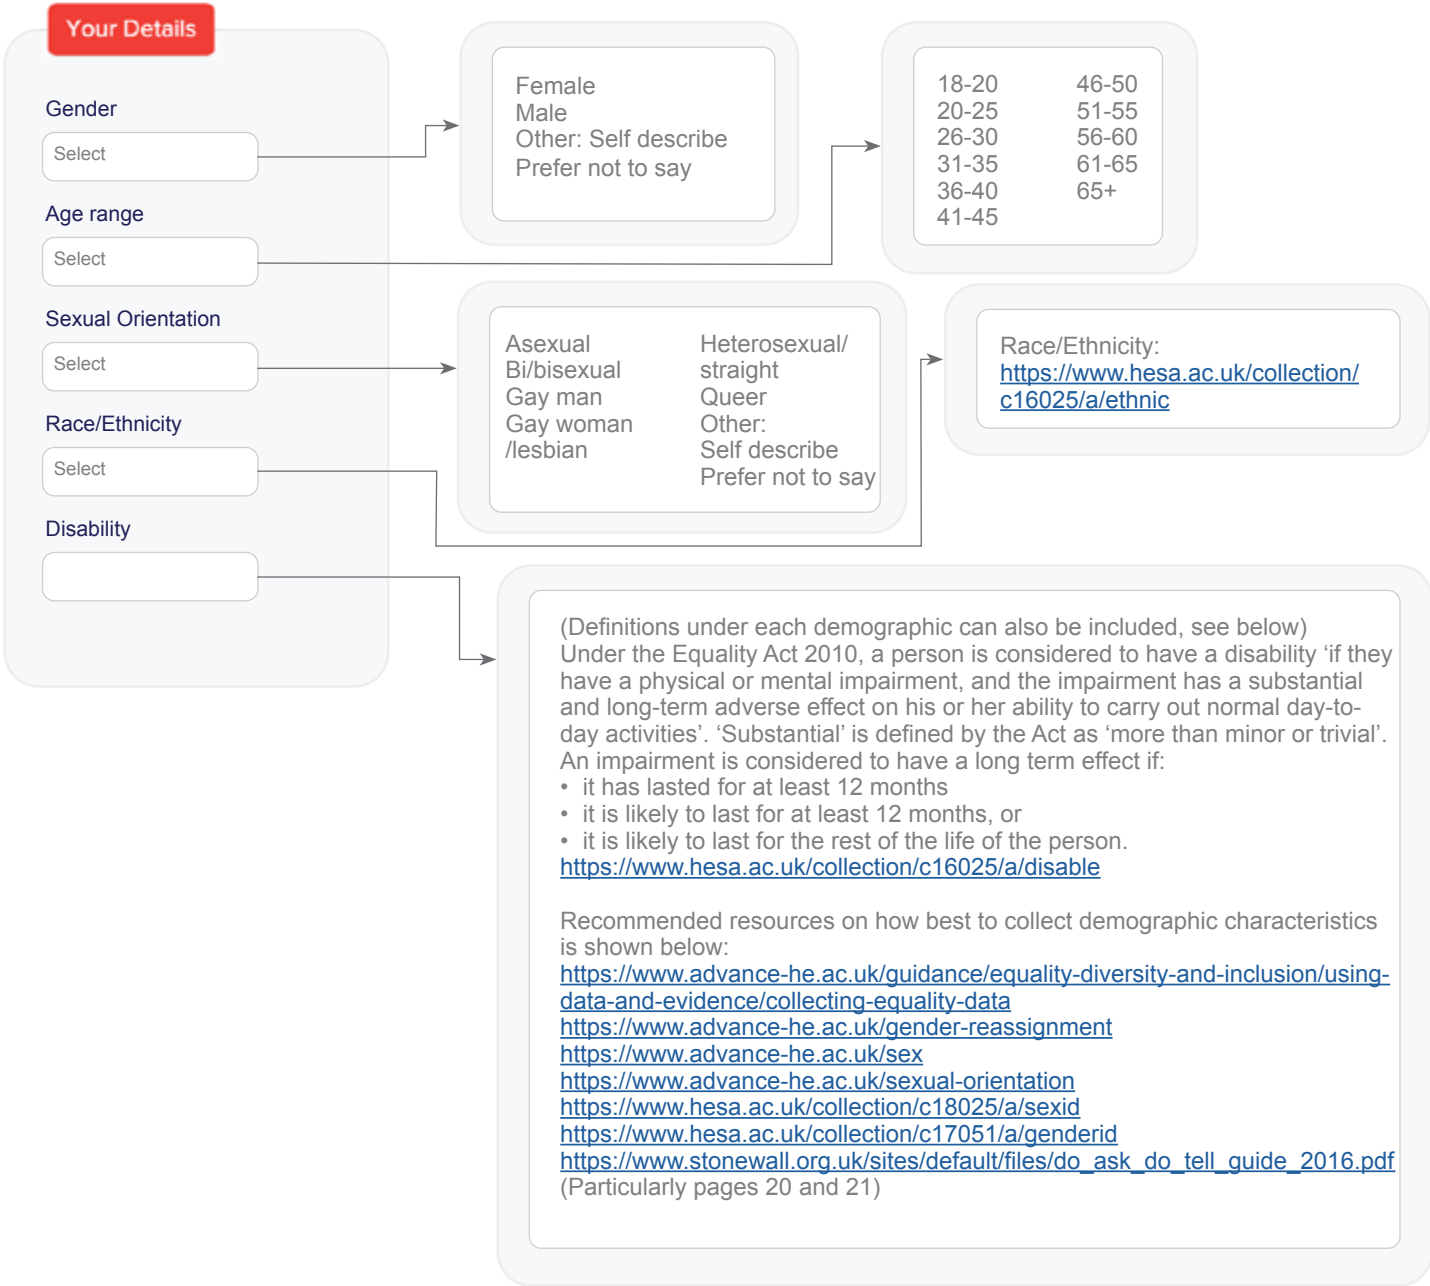 Your Details
Gender
Select
Age range
Select
Sexual Orientation
Select
Race/Ethnicity
Select
Disability
Female
Male
Other: Self describe
Prefer not to say
18-20
20-25
26-30
31-35
36-40
41-45
46-50
51-55
56-60
61-65
65+
Asexual
Bi/bisexual
Gay man
Gay woman
/lesbian
Heterosexual/
straight
Queer
Other:
Self describe
Prefer not to say
Race/Ethnicity:
https://www.hesa.ac.uk/collection/
c16025/a/ethnic
(Definitions under each demographic can also be included, see below)
Under the Equality Act 2010, a person is considered to have a disability ‘if they
have a physical or mental impairment, and the impairment has a substantial
and long-term adverse effect on his or her ability to carry out normal day-to-
day activities’. ‘Substantial’ is defined by the Act as ‘more than minor or trivial’.
An impairment is considered to have a long term effect if:
• it has lasted for at least 12 months
• it is likely to last for at least 12 months, or
• it is likely to last for the rest of the life of the person.
https://www.hesa.ac.uk/collection/c16025/a/disable
Recommended resources on how best to collect demographic characteristics
is shown below:
https://www.advance-he.ac.uk/guidance/equality-diversity-and-inclusion/using-
data-and-evidence/collecting-equality-data
https://www.advance-he.ac.uk/gender-reassignment
https://www.advance-he.ac.uk/sex
https://www.advance-he.ac.uk/sexual-orientation
https://www.hesa.ac.uk/collection/c18025/a/sexid
https://www.hesa.ac.uk/collection/c17051/a/genderid
https://www.stonewall.org.uk/sites/default/files/do_ask_do_tell_guide_2016.pdf
(Particularly pages 20 and 21)